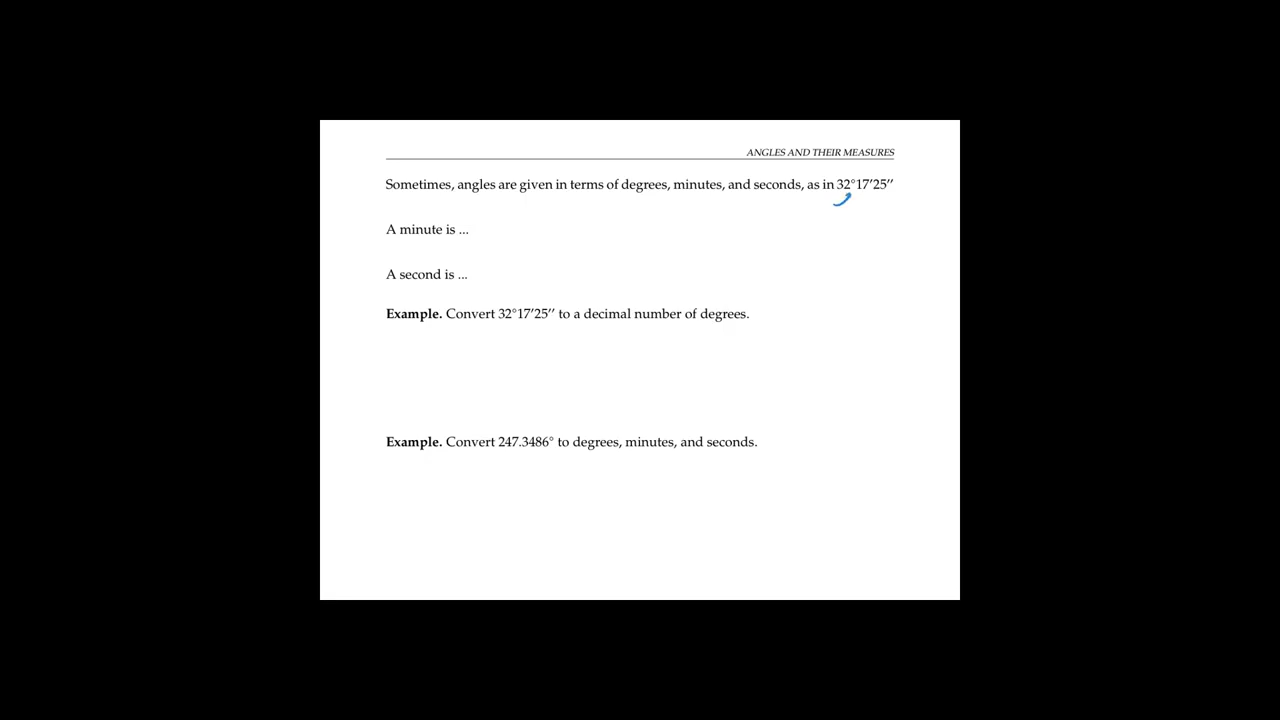 ANGLES AND THEIR MEASURES
Sometimes, angles are given in terms of degrees, minutes, and seconds, as in 32°17′25′′
A minute is ...
A second is ...
Example. Convert 32°17′25′′ to a decimal number of degrees.
Example. Convert 247.3486° to degrees, minutes, and seconds.